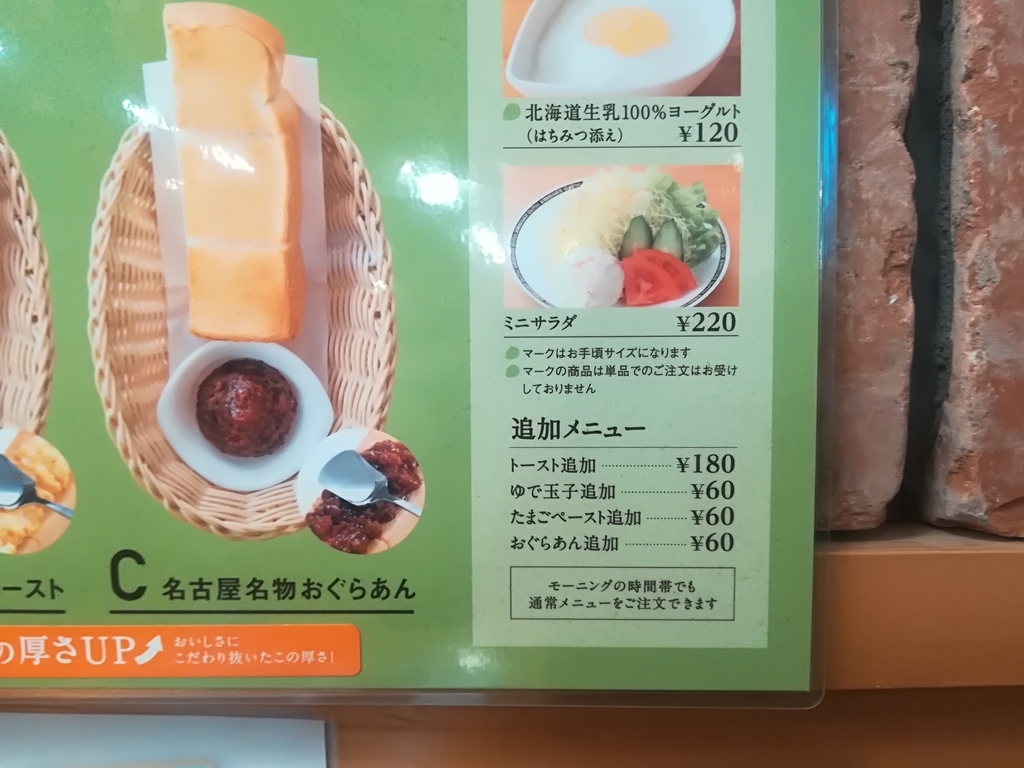 北海道生乳100%ヨーグルト
(はちみつ添え) ¥120
ミニサラダ ¥220
マークはお手頃サイズになります
マークの商品は単品でのご注文はお受け
しておりません
追加メニュー
トースト追加 ¥180
ゆで玉子追加 ¥60
たまごペースト追加 ¥60
おぐらあん追加 ¥60
モーニングの時間帯でも
通常メニューをご注文できます
ースト
C 名古屋名物おぐらあん
の厚さUP
おいしさに
こだわり抜いたこの厚さ!